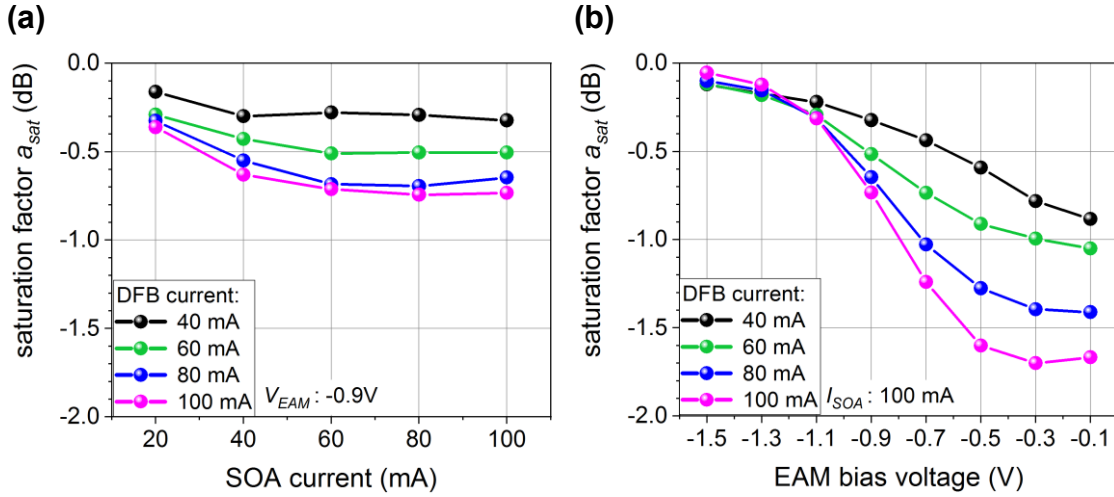 (a)
saturation factor a_sat (dB)
0.0
-0.5
-1.0
-1.5
-2.0
DFB current:
40 mA
60 mA
80 mA
100 mA
V_EAM : -0.9V
20 40 60 80 100
SOA current (mA)
(b)
saturation factor a_sat (dB)
0.0
-0.5
-1.0
-1.5
-2.0
DFB current:
40 mA
60 mA
80 mA
100 mA
I_SOA : 100 mA
-1.5 -1.3 -1.1 -0.9 -0.7 -0.5 -0.3 -0.1
EAM bias voltage (V)